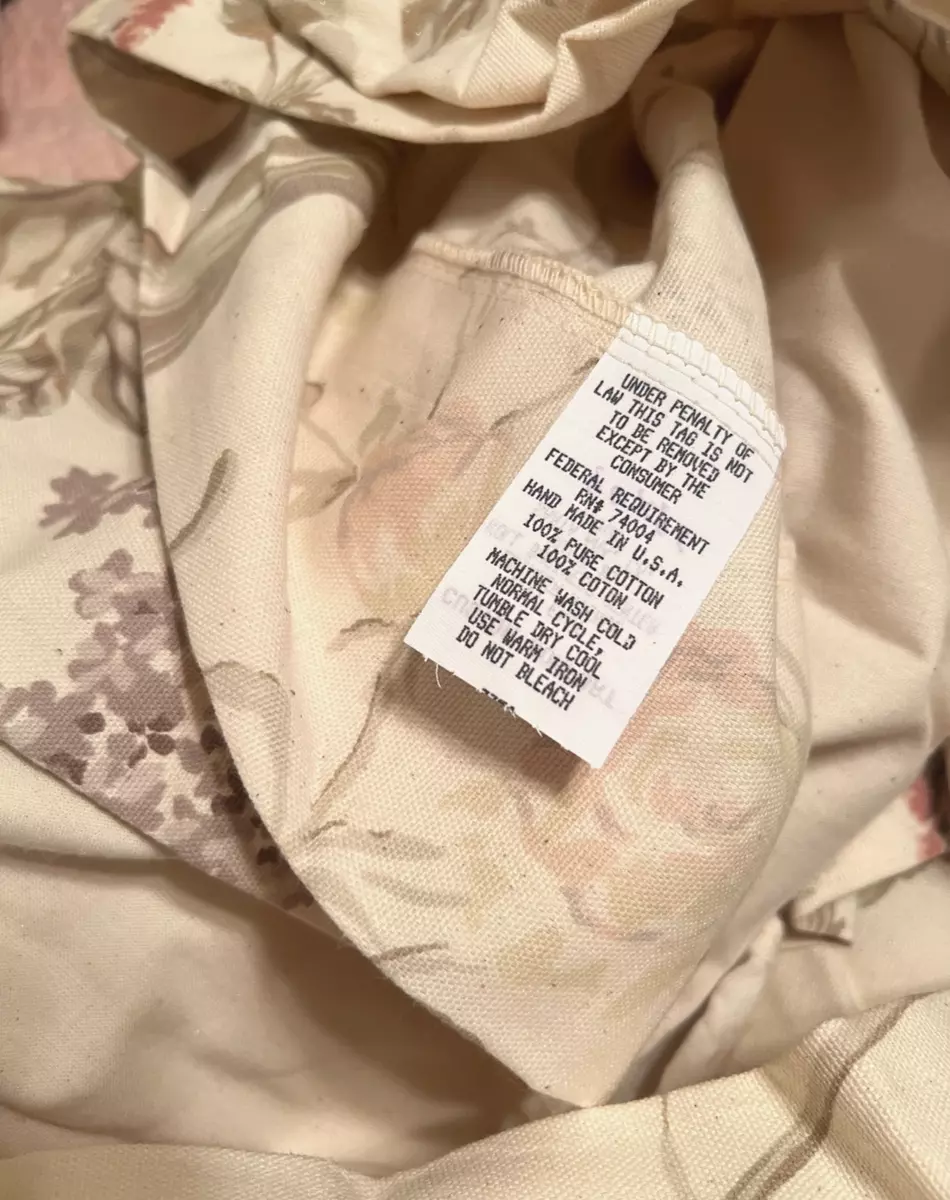 UNDER PENALTY OF
LAW THIS TAG IS NOT
TO BE REMOVED
EXCEPT BY THE
CONSUMER
FEDERAL REQUIREMENT
RN# 74004
HAND MADE IN U.S.A.
100% PURE COTTON
100% COTON
MACHINE WASH COLD
NORMAL CYCLE,
TUMBLE DRY COOL
USE WARM IRON
DO NOT BLEACH